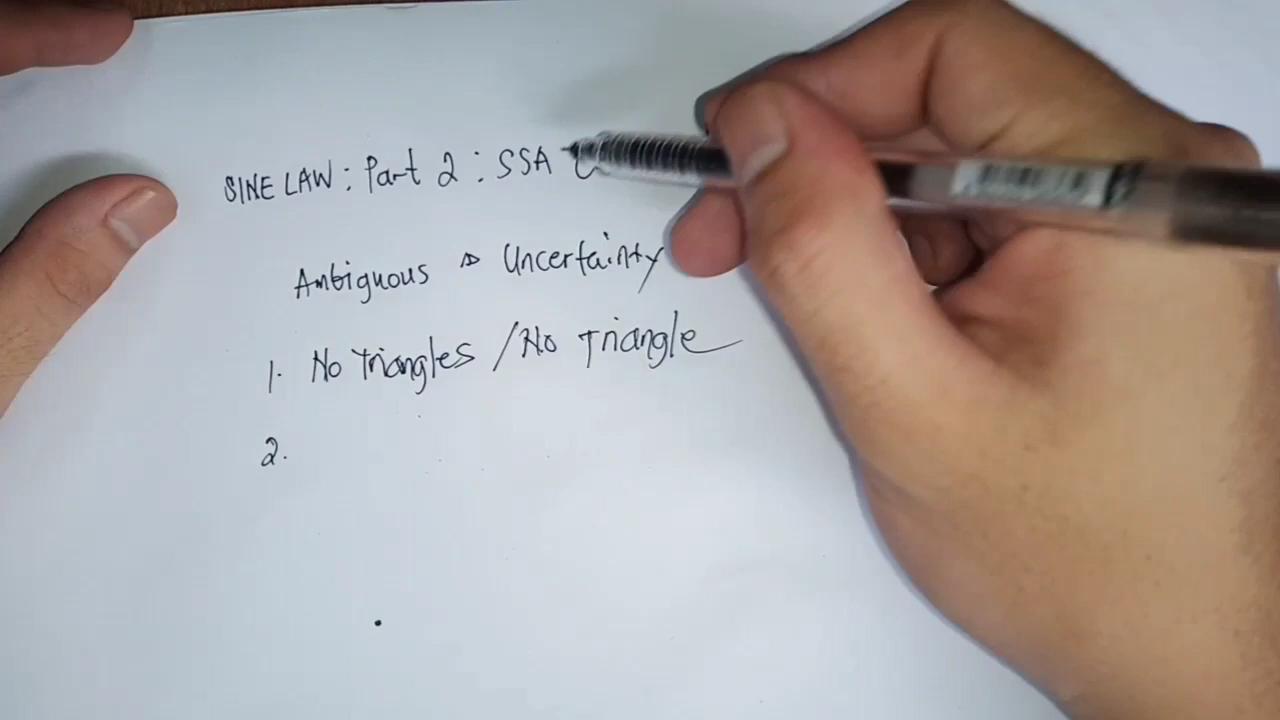 SINE LAW : Part 2 : SSA
Ambiguous ⇒ Uncertainty
1. No Triangles / No Triangle
2.